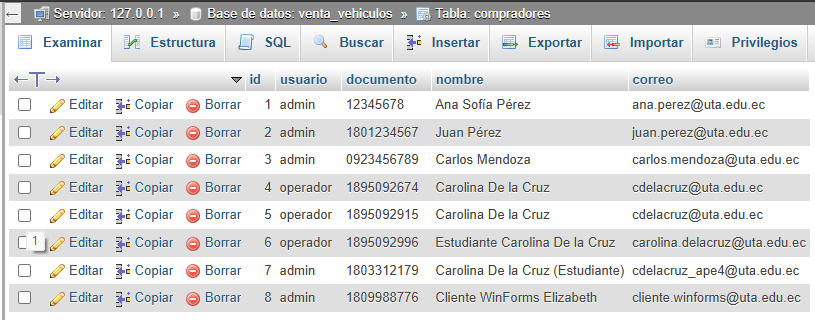 ← Servidor: 127.0.0.1 » Base de datos: venta_vehiculos » Tabla: compradores
Examinar Estructura SQL Buscar Insertar Exportar Importar Privilegios
←T→ id usuario documento nombre correo
Editar Copiar Borrar 1 admin 12345678 Ana Sofía Pérez ana.perez@uta.edu.ec
Editar Copiar Borrar 2 admin 1801234567 Juan Pérez juan.perez@uta.edu.ec
Editar Copiar Borrar 3 admin 0923456789 Carlos Mendoza carlos.mendoza@uta.edu.ec
Editar Copiar Borrar 4 operador 1895092674 Carolina De la Cruz cdelacruz@uta.edu.ec
Editar Copiar Borrar 5 operador 1895092915 Carolina De la Cruz cdelacruz@uta.edu.ec
1 Editar Copiar Borrar 6 operador 1895092996 Estudiante Carolina De la Cruz carolina.delacruz@uta.edu.ec
Editar Copiar Borrar 7 admin 1803312179 Carolina De la Cruz (Estudiante) cdelacruz_ape4@uta.edu.ec
Editar Copiar Borrar 8 admin 1809988776 Cliente WinForms Elizabeth cliente.winforms@uta.edu.ec